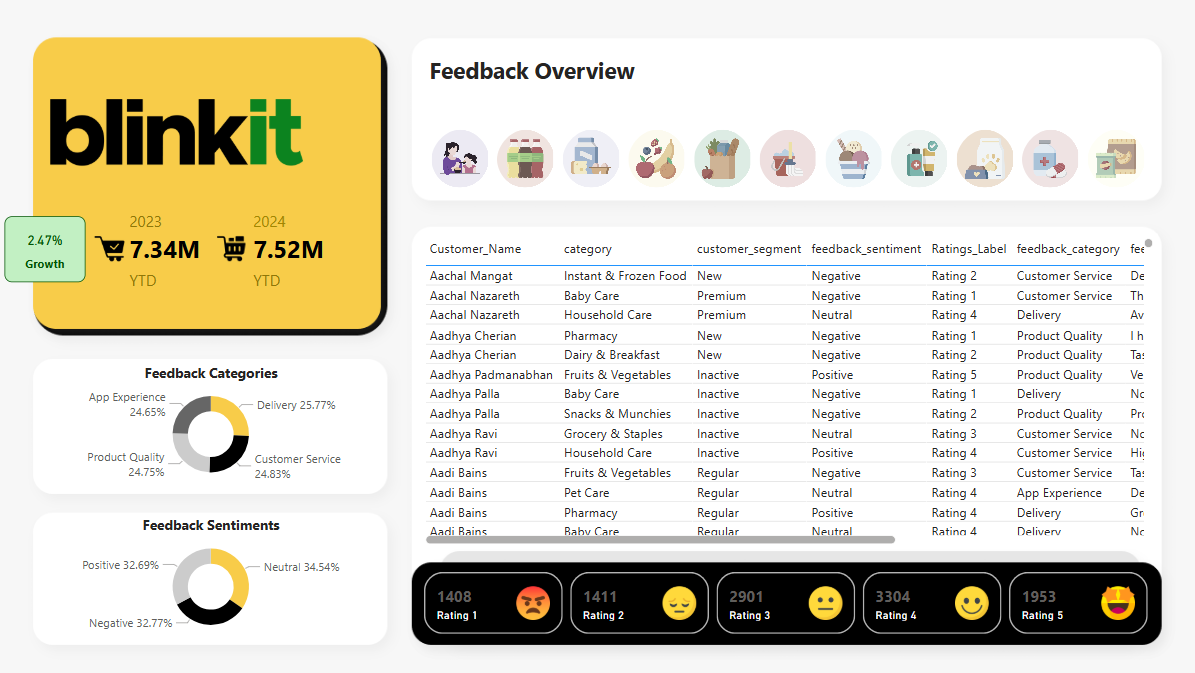 blinkit
2023
7.34M
YTD
2024
7.52M
YTD
2.47%
Growth
Feedback Categories
App Experience
24.65%
Delivery 25.77%
Product Quality
24.75%
Customer Service
24.83%
Feedback Sentiments
Positive 32.69%
Neutral 34.54%
Negative 32.77%
Feedback Overview
Customer_Name category customer_segment feedback_sentiment Ratings_Label feedback_category fee
Aachal Mangat Instant & Frozen Food New Negative Rating 2 Customer Service De
Aachal Nazareth Baby Care Premium Negative Rating 1 Customer Service Th
Aachal Nazareth Household Care Premium Neutral Rating 4 Delivery Av
Aadhya Cherian Pharmacy New Negative Rating 1 Product Quality I h
Aadhya Cherian Dairy & Breakfast New Negative Rating 2 Product Quality Tas
Aadhya Padmanabhan Fruits & Vegetables Inactive Positive Rating 5 Product Quality Ve
Aadhya Palla Baby Care Inactive Negative Rating 1 Delivery No
Aadhya Palla Snacks & Munchies Inactive Negative Rating 2 Product Quality Pro
Aadhya Ravi Grocery & Staples Inactive Neutral Rating 3 Customer Service No
Aadhya Ravi Household Care Inactive Positive Rating 4 Customer Service Hi
Aadi Bains Fruits & Vegetables Regular Negative Rating 3 Customer Service Tas
Aadi Bains Pet Care Regular Neutral Rating 4 App Experience De
Aadi Bains Pharmacy Regular Positive Rating 4 Delivery Gr
Aadi Bains Baby Care Regular Neutral Rating 4 Delivery No
1408
Rating 1
1411
Rating 2
2901
Rating 3
3304
Rating 4
1953
Rating 5